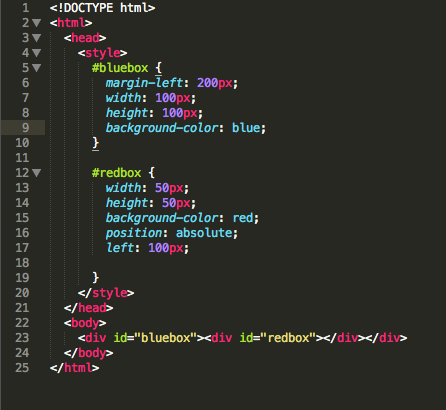 1 <!DOCTYPE html>
2 <html>
3 <head>
4 <style>
5 #bluebox {
6 margin-left: 200px;
7 width: 100px;
8 height: 100px;
9 background-color: blue;
10 }
11
12 #redbox {
13 width: 50px;
14 height: 50px;
15 background-color: red;
16 position: absolute;
17 left: 100px;
18
19 }
20 </style>
21 </head>
22 <body>
23 <div id="bluebox"><div id="redbox"></div></div>
24 </body>
25 </html>